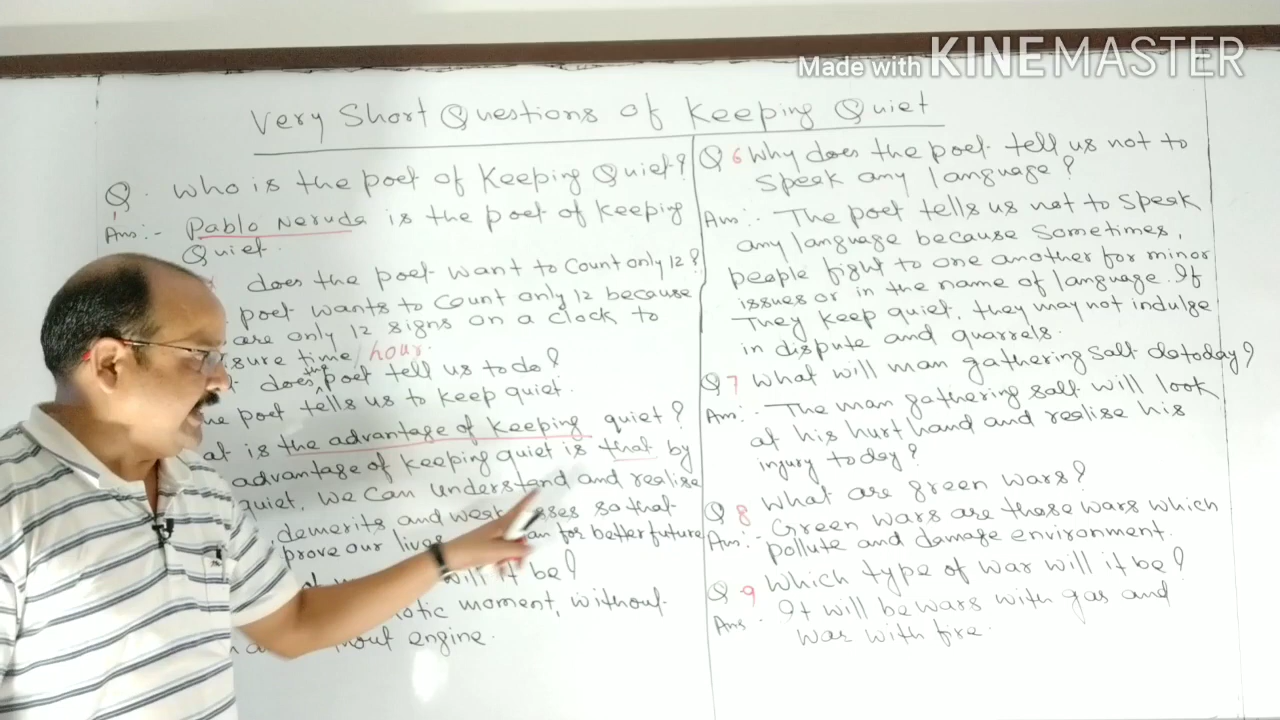 Made with KINEMASTER
Very Short Questions of Keeping Quiet
Q. Who is the poet of Keeping Quiet?
1
Ans:- Pablo Neruda is the poet of Keeping
Quiet.
does the poet want to count only 12?
poet wants to count only 12 because
are only 12 signs on a clock to
sure time/hour.
does the poet tell us to do?
poet tells us to keep quiet.
at is the advantage of keeping quiet?
advantage of keeping quiet is that by
quiet, we can understand and realise
demerits and so that
prove our lives an for better future
will it be?
otic moment, without
out engine.
Q 6 Why does the poet tell us not to
speak any language?
Ans:- The poet tells us not to speak
any language because sometimes,
people fight to one another for minor
issues or in the name of language. If
they keep quiet, they may not indulge
in dispute and quarrels.
Q 7 What will man gathering salt do today?
Ans:- The man gathering salt will look
at his hurt hand and realise his
injury today?
Q 8 What are green wars?
Ans:- Green wars are those wars which
pollute and damage environment.
Q 9 Which type of war will it be?
Ans. It will be wars with gas and
war with fire.